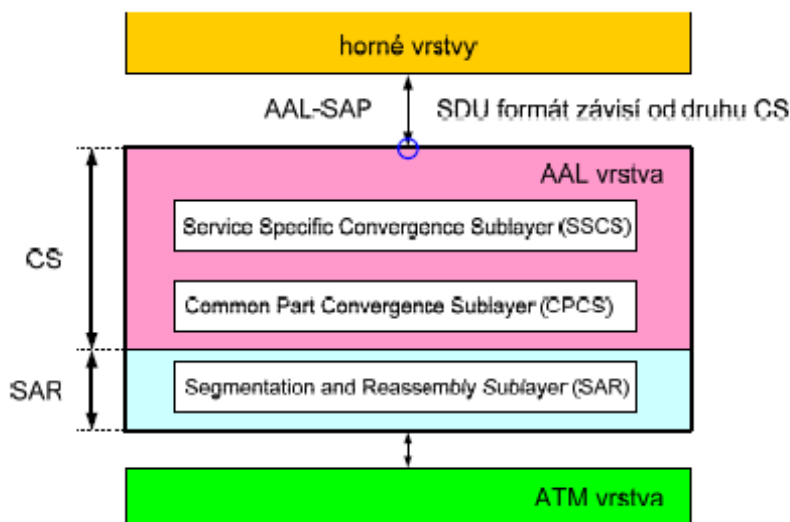 horné vrstvy
AAL-SAP
SDU formát závisí od druhu CS
AAL vrstva
Service Specific Convergence Sublayer (SSCS)
CS
Common Part Convergence Sublayer (CPCS)
SAR
Segmentation and Reassembly Sublayer (SAR)
ATM vrstva